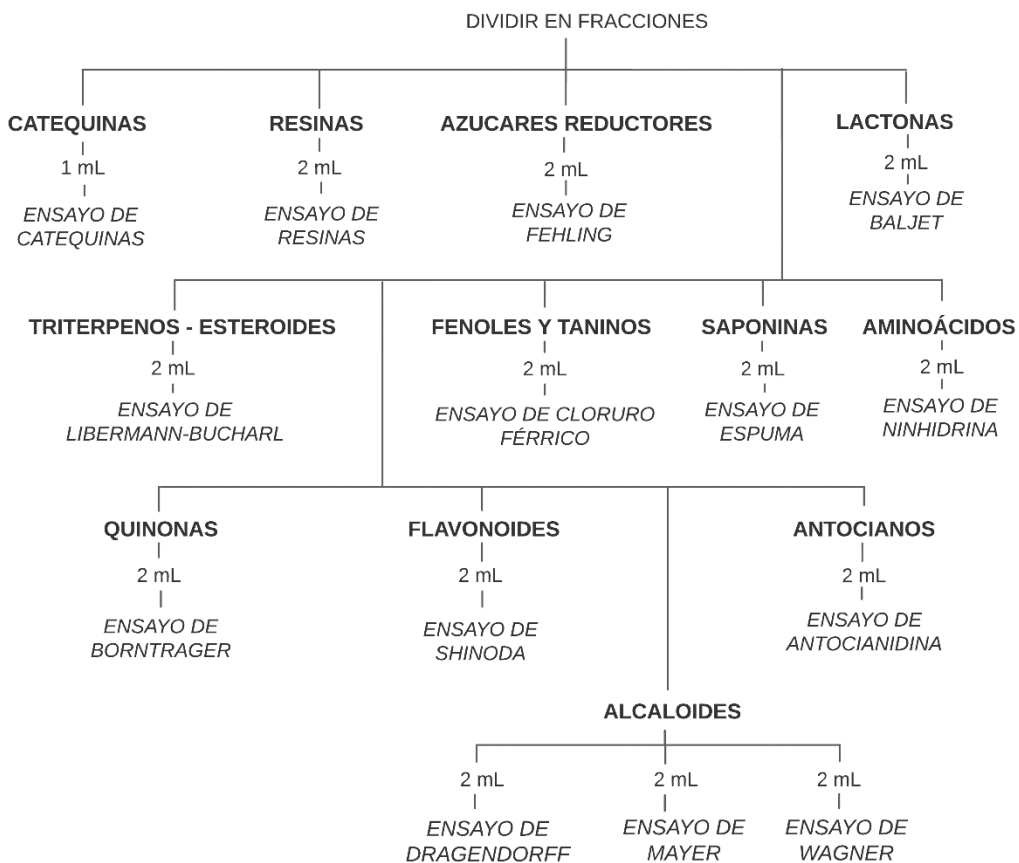 DIVIDIR EN FRACCIONES
CATEQUINAS
RESINAS
AZUCARES REDUCTORES
LACTONAS
1 mL
2 mL
2 mL
2 mL
ENSAYO DE
CATEQUINAS
ENSAYO DE
RESINAS
ENSAYO DE
FEHLING
ENSAYO DE
BALJET
TRITERPENOS - ESTEROIDES
FENOLES Y TANINOS
SAPONINAS
AMINOÁCIDOS
2 mL
2 mL
2 mL
2 mL
ENSAYO DE
LIBERMANN-BUCHARL
ENSAYO DE CLORURO
FÉRRICO
ENSAYO DE
ESPUMA
ENSAYO DE
NINHIDRINA
QUINONAS
FLAVONOIDES
ANTOCIANOS
2 mL
2 mL
2 mL
ENSAYO DE
BORNTRAGER
ENSAYO DE
SHINODA
ENSAYO DE
ANTOCIANIDINA
ALCALOIDES
2 mL
2 mL
2 mL
ENSAYO DE
DRAGENDORFF
ENSAYO DE
MAYER
ENSAYO DE
WAGNER